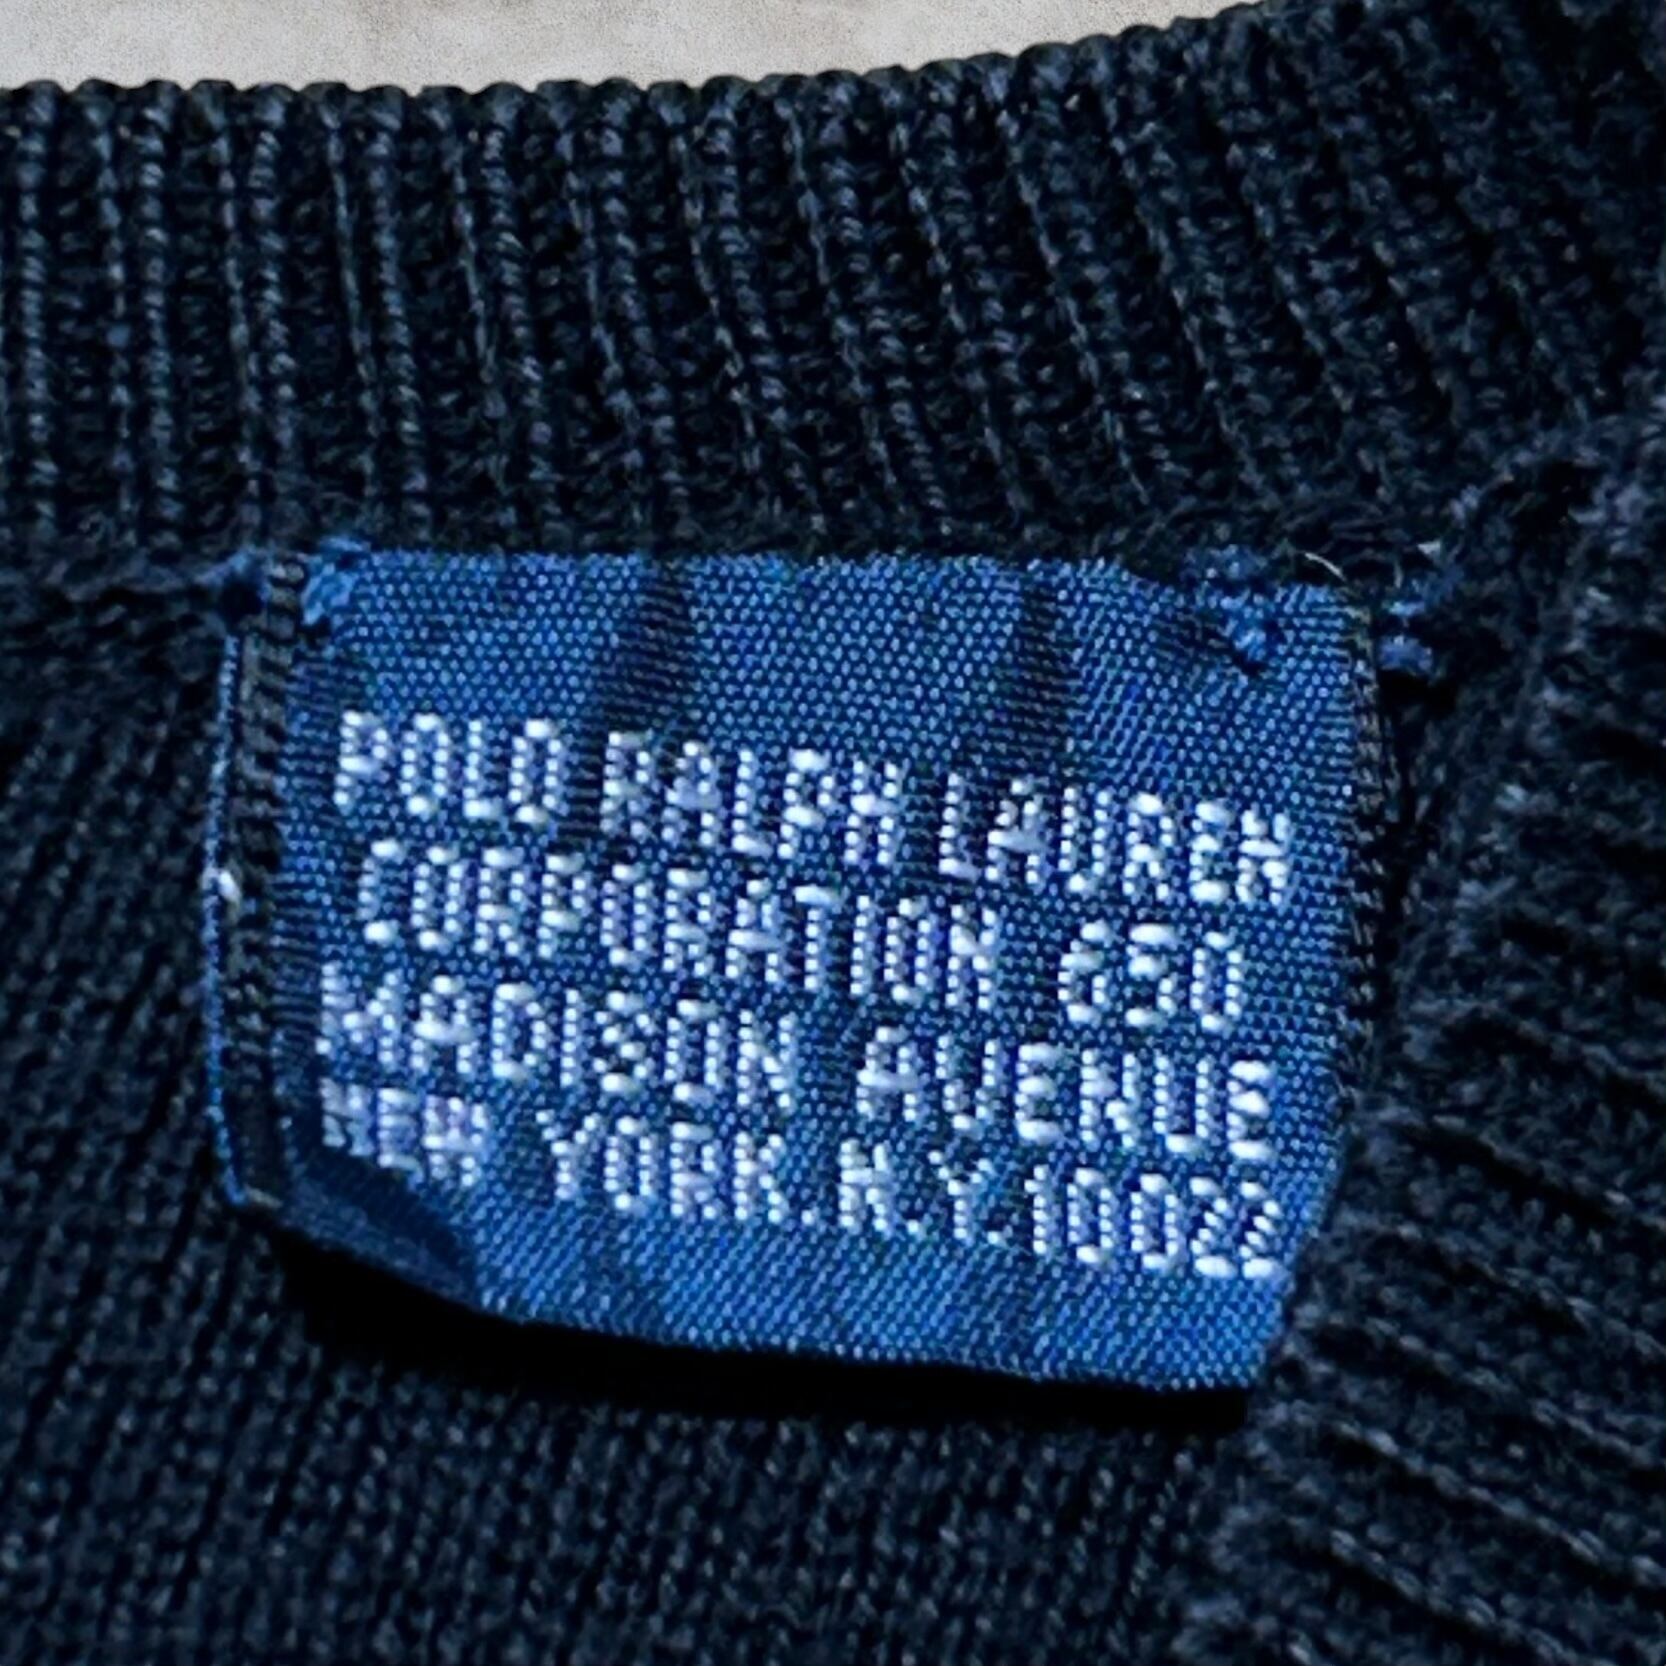 POLO RALPH LAUREN
CORPORATION 650
MADISON AVENUE
NEW YORK.N.Y.10022